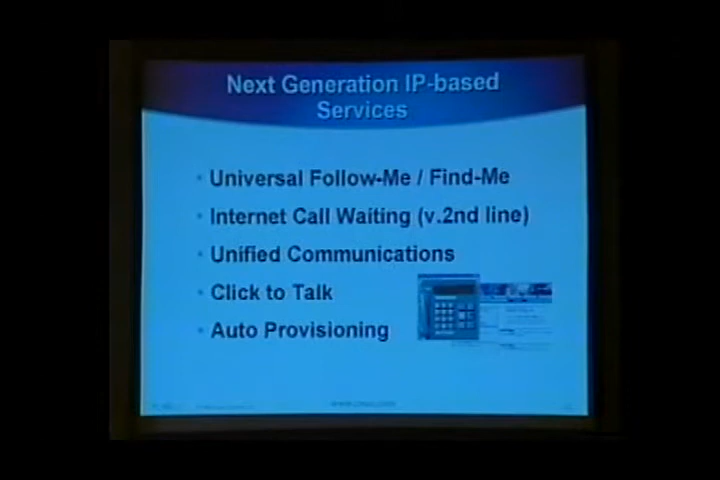 Next Generation IP-based
Services
• Universal Follow-Me / Find-Me
• Internet Call Waiting (v.2nd line)
• Unified Communications
• Click to Talk
• Auto Provisioning